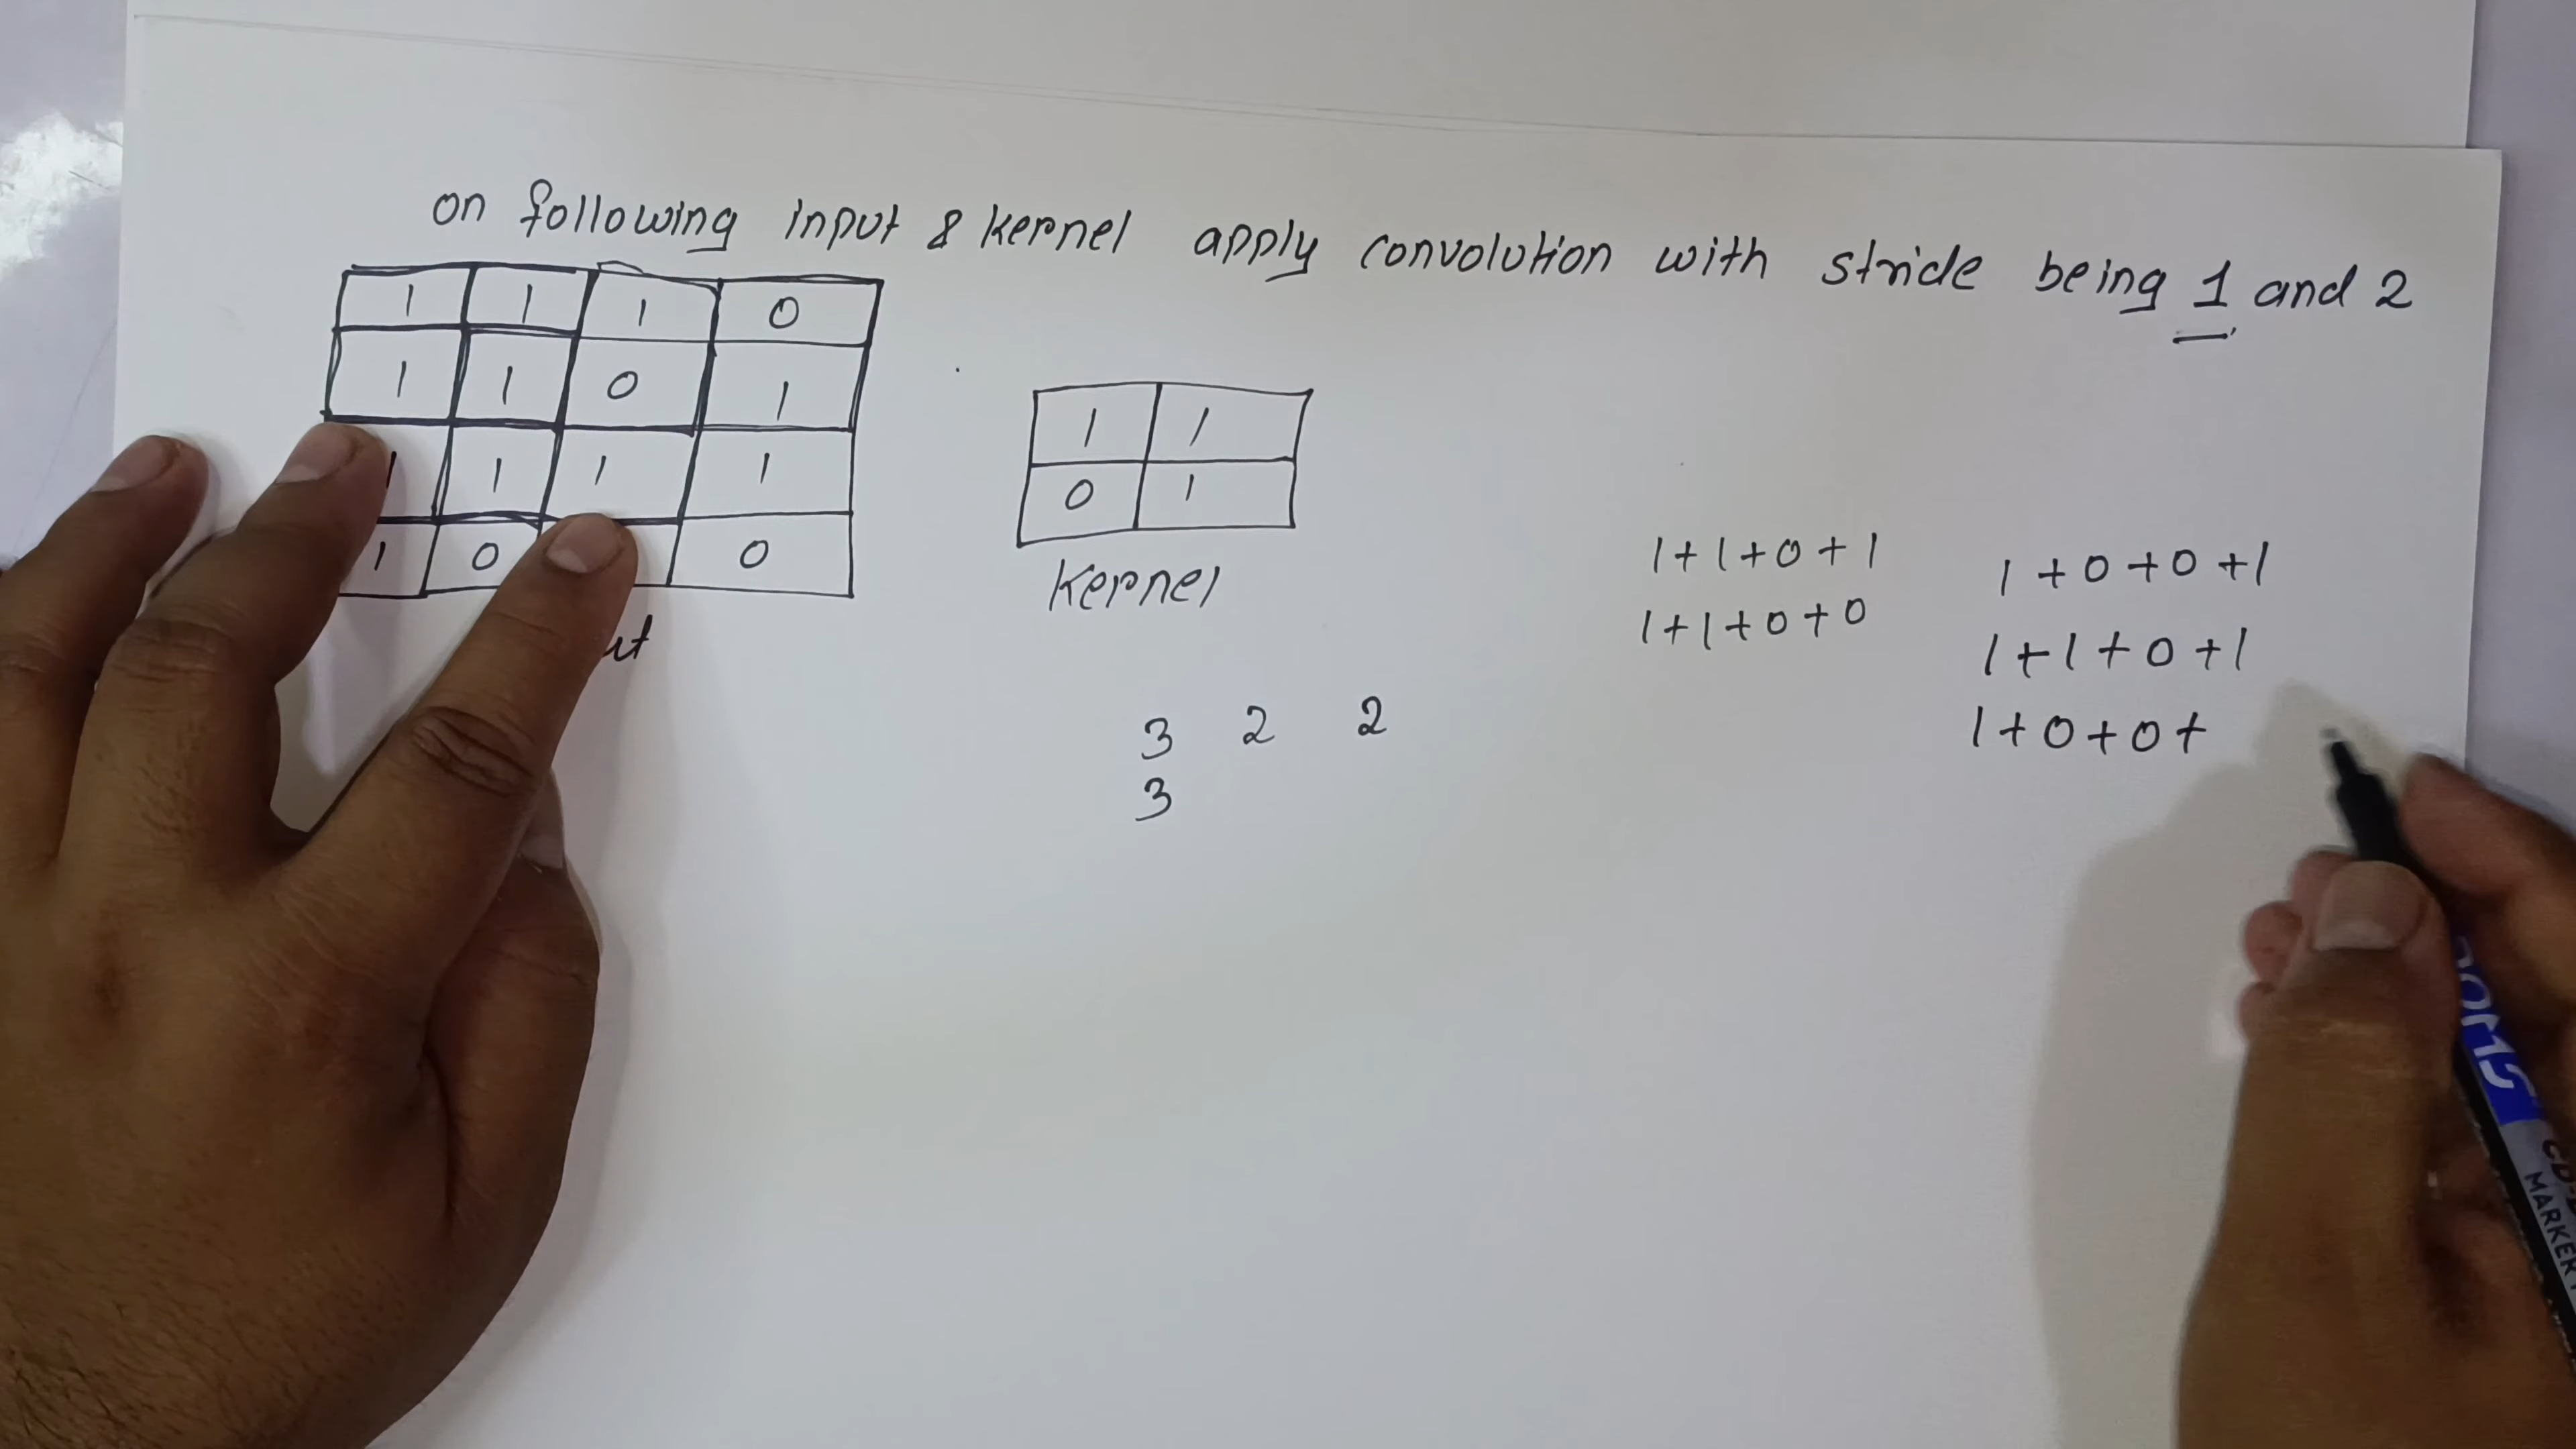 on following input & kernel apply convolution with stride being 1 and 2
1 1 1 0
1 1 0 1
1 1 1 1
1 0 0
1 1
0 1
Kernel
1+1+0+1
1+1+0+0
1+0+0+1
1+1+0+1
1+0+0+
3 2 2
3
MARKER